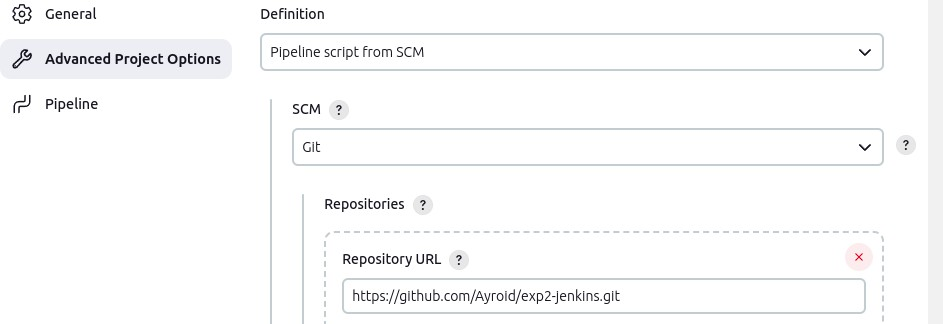 General
Advanced Project Options
Pipeline
Definition
Pipeline script from SCM
SCM ?
Git
?
Repositories ?
Repository URL ?
https://github.com/Ayroid/exp2-jenkins.git